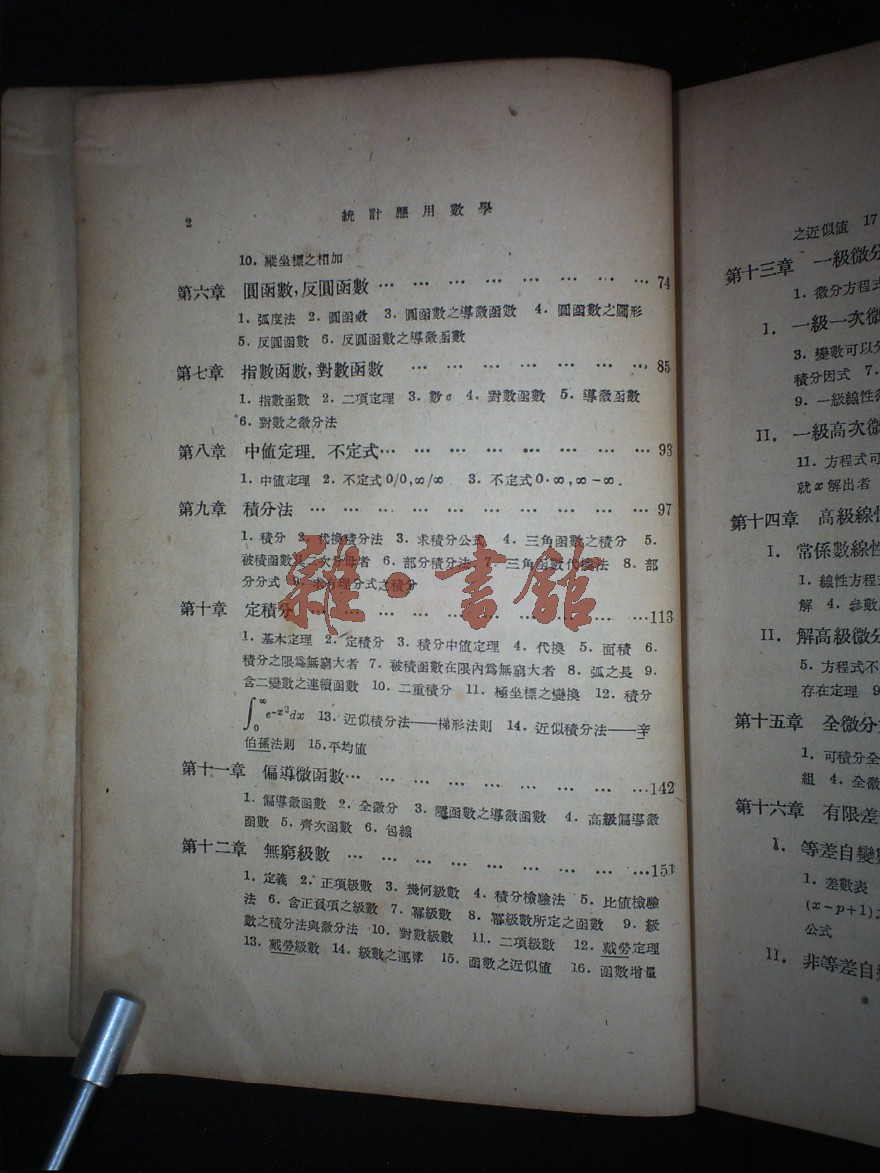 2 統計應用數學
10. 縱坐標之相加
第六章 圓函數,反圓函數 … … … … … … … … …74
1. 弧度法 2. 圓函數 3. 圓函數之導微函數 4. 圓函數之圖形
5. 反圓函數 6. 反圓函數之導微函數
第七章 指數函數,對數函數 … … … … … … …85
1. 指數函數 2. 二項定理 3. 數e 4. 對數函數 5. 導微函數
6. 對數之微分法
第八章 中值定理. 不定式… … … … … … … …93
1. 中值定理 2. 不定式0/0,∞/∞ 3. 不定式0·∞,∞-∞.
第九章 積分法 … … … … … … … … … …97
1. 積分 2. 代換積分法 3. 求積分公式 4. 三角函數之積分 5.
被積函數具二次分母者 6. 部分積分法 7. 三角函數代換法 8. 部
分分式 9. 求有理分式之積分
第十章 定積分 … … … … … … … … …113
1. 基本定理 2. 定積分 3. 積分中值定理 4. 代換 5. 面積 6.
積分之限爲無窮大者 7. 被積函數在限內爲無窮大者 8. 弧之長 9.
含二變數之連續函數 10. 二重積分 11. 極坐標之變換 12. 積分
∫₀^∞ e^{-x²}dx 13. 近似積分法——梯形法則 14. 近似積分法——辛
伯孫法則 15. 平均值
第十一章 偏導微函數… … … … … … … …142
1. 偏導微函數 2. 全微分 3. 隱函數之導微函數 4. 高級偏導微
函數 5. 齊次函數 6. 包線
第十二章 無窮級數 … … … … … … … …151
1. 定義 2. 正項級數 3. 幾何級數 4. 積分檢驗法 5. 比值檢驗
法 6. 含正負項之級數 7. 冪級數 8. 冪級數所定之函數 9. 級
數之積分法與微分法 10. 對數級數 11. 二項級數 12. 戴勞定理
13. 戴勞級數 14. 級數之運算 15. 函數之近似值 16. 函數增量
雜·書館
之近似值 17
第十三章 一級微分
1. 微分方程式
I. 一級一次微
3. 變數可以分
積分因式 7.
9. 一級線性微
II. 一級高次微
11. 方程式可
就x解出者
第十四章 高級線性
I. 常係數線性
1. 線性方程式
解 4. 參數
II. 解高級微分
5. 方程式不
存在定理 9
第十五章 全微分
1. 可積分全
組 4. 全微
第十六章 有限差
I. 等差自變數
1. 差數表
(x-p+1)
公式
II. 非等差自變